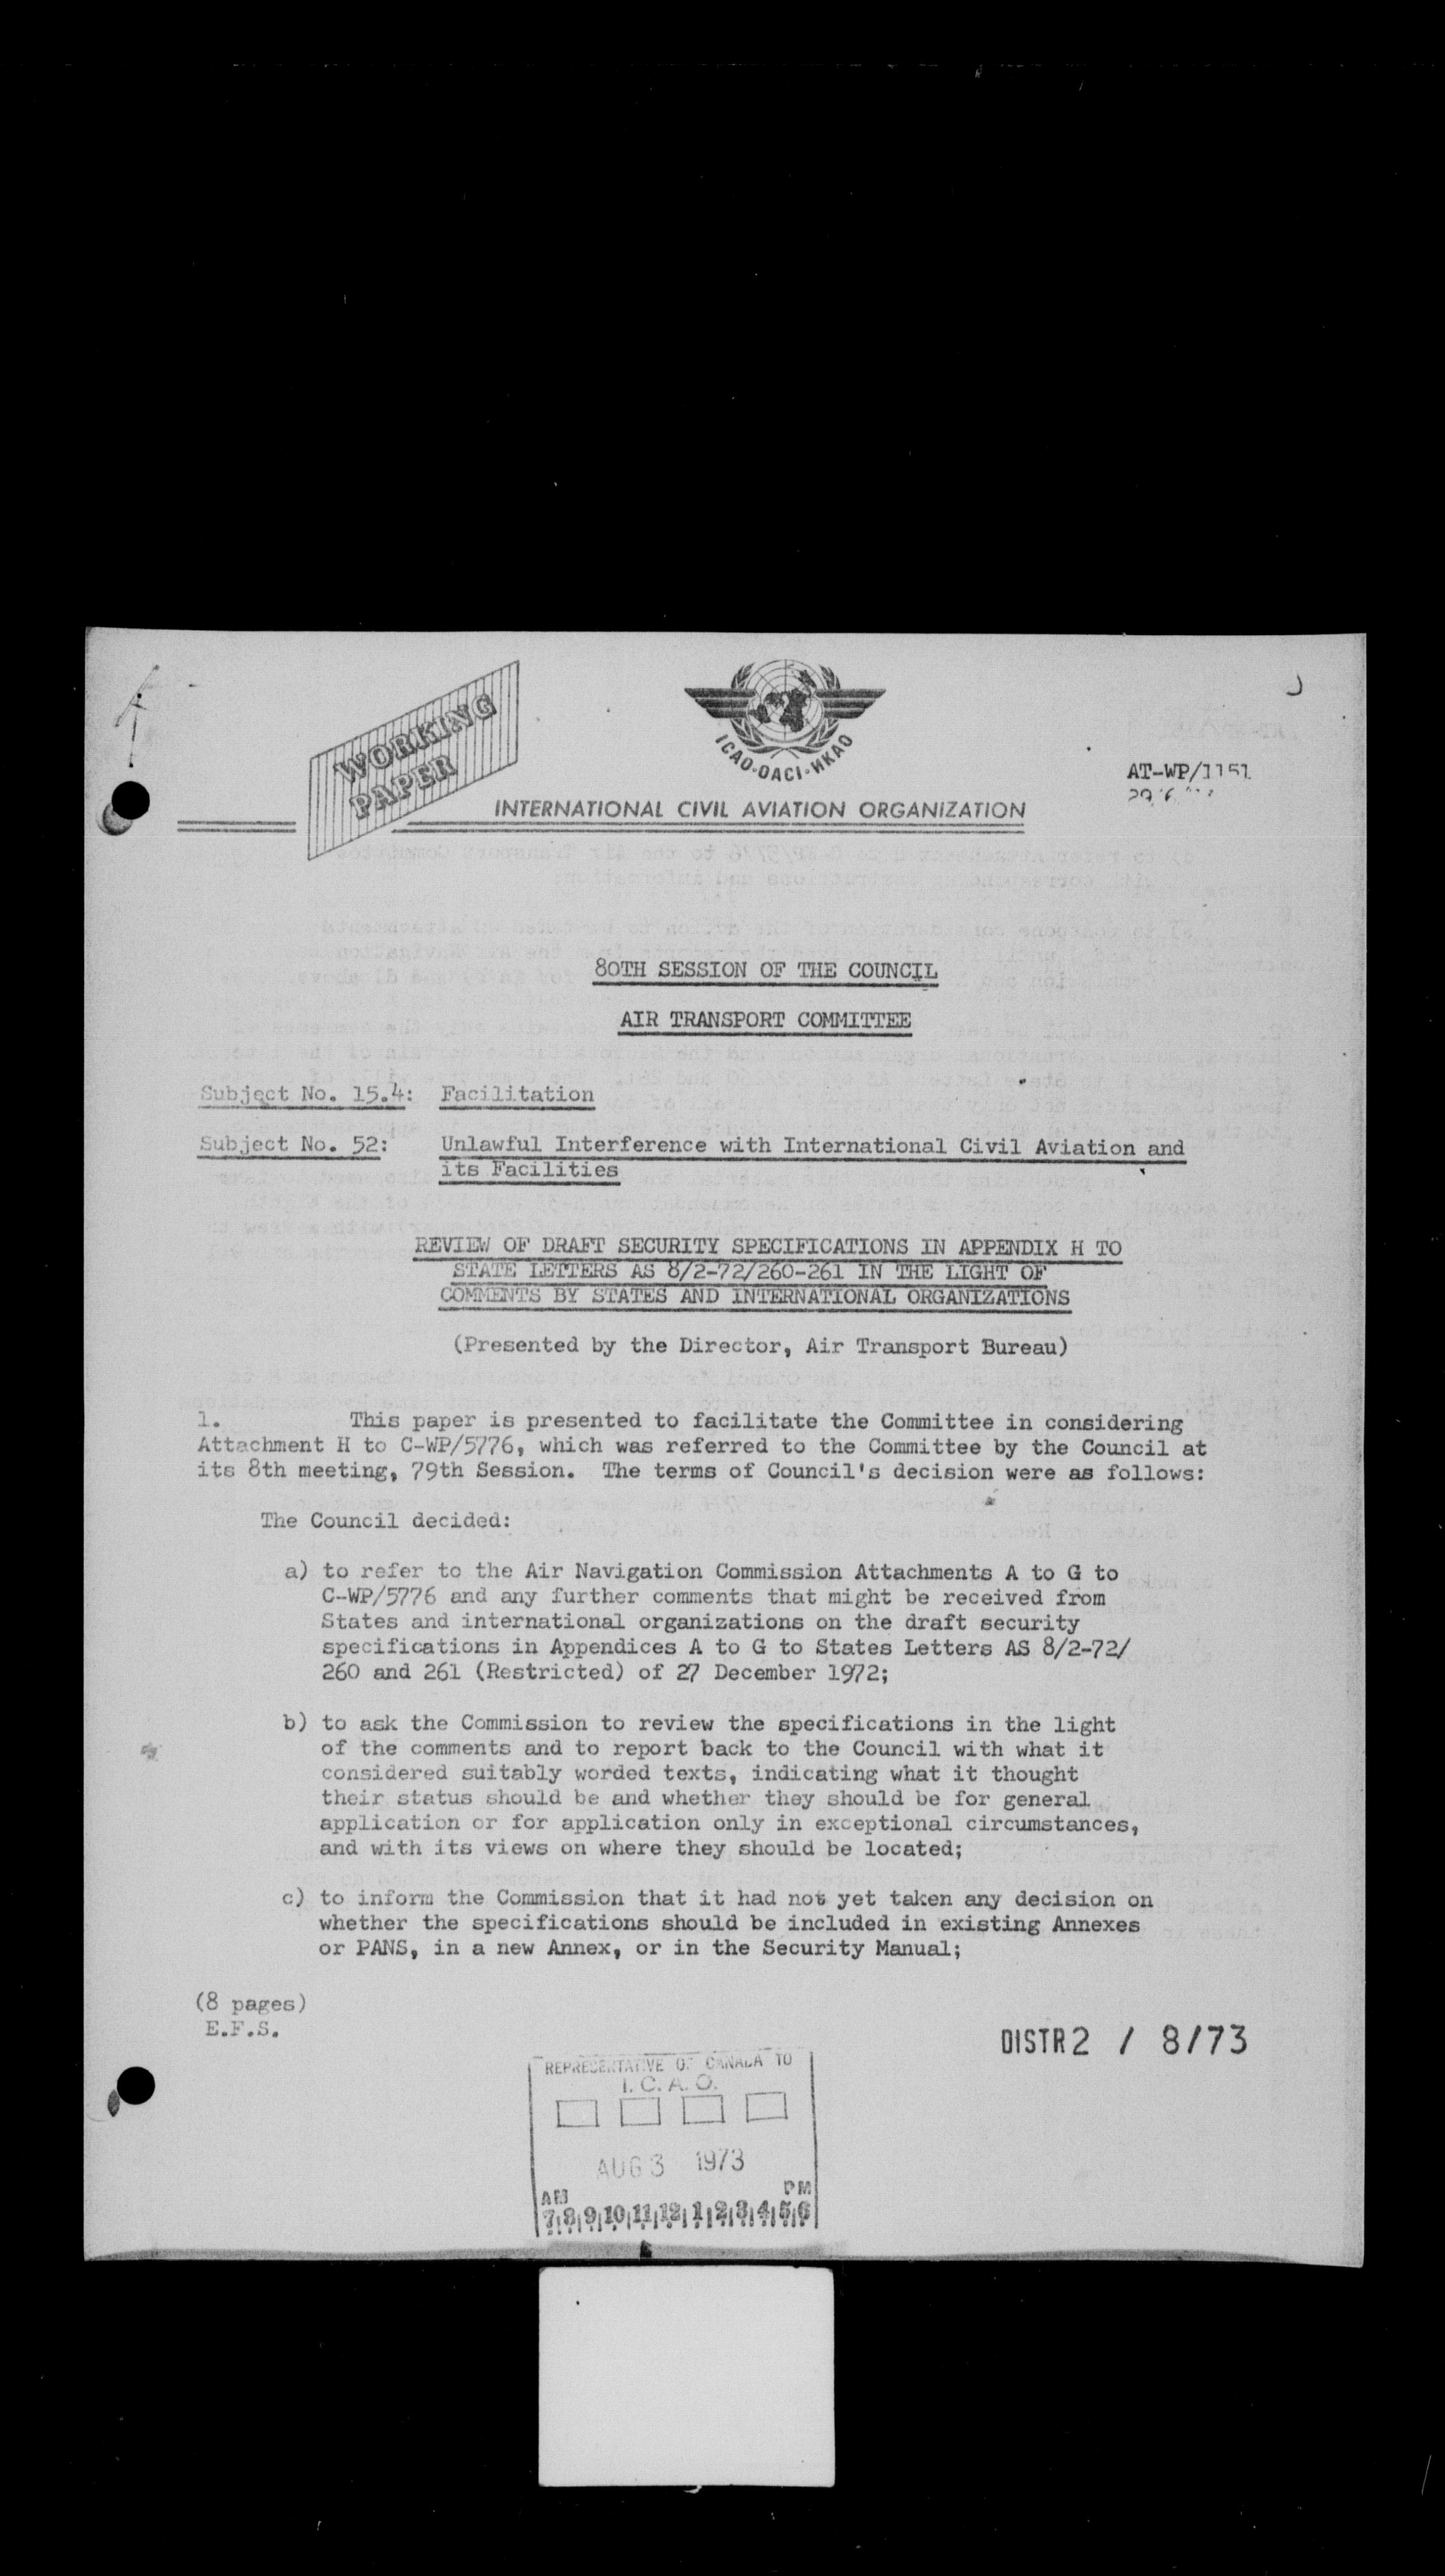 WORKING
PAPER
ICAO·OACI·ИКАО
INTERNATIONAL CIVIL AVIATION ORGANIZATION
AT-WP/1151
80TH SESSION OF THE COUNCIL
AIR TRANSPORT COMMITTEE
Subject No. 15.4: Facilitation
Subject No. 52: Unlawful Interference with International Civil Aviation and
its Facilities
REVIEW OF DRAFT SECURITY SPECIFICATIONS IN APPENDIX H TO
STATE LETTERS AS 8/2-72/260-261 IN THE LIGHT OF
COMMENTS BY STATES AND INTERNATIONAL ORGANIZATIONS
(Presented by the Director, Air Transport Bureau)
1. This paper is presented to facilitate the Committee in considering
Attachment H to C-WP/5776, which was referred to the Committee by the Council at
its 8th meeting, 79th Session. The terms of Council's decision were as follows:
The Council decided:
a) to refer to the Air Navigation Commission Attachments A to G to
C-WP/5776 and any further comments that might be received from
States and international organizations on the draft security
specifications in Appendices A to G to States Letters AS 8/2-72/
260 and 261 (Restricted) of 27 December 1972;
b) to ask the Commission to review the specifications in the light
of the comments and to report back to the Council with what it
considered suitably worded texts, indicating what it thought
their status should be and whether they should be for general
application or for application only in exceptional circumstances,
and with its views on where they should be located;
c) to inform the Commission that it had not yet taken any decision on
whether the specifications should be included in existing Annexes
or PANS, in a new Annex, or in the Security Manual;
(8 pages)
E.F.S.
DISTR 2 / 8/73
REPRESENTATIVE OF CANADA TO
I.C.A.O.
AUG 3 1973
AM PM
7 8 9 10 11 12 1 2 3 4 5 6